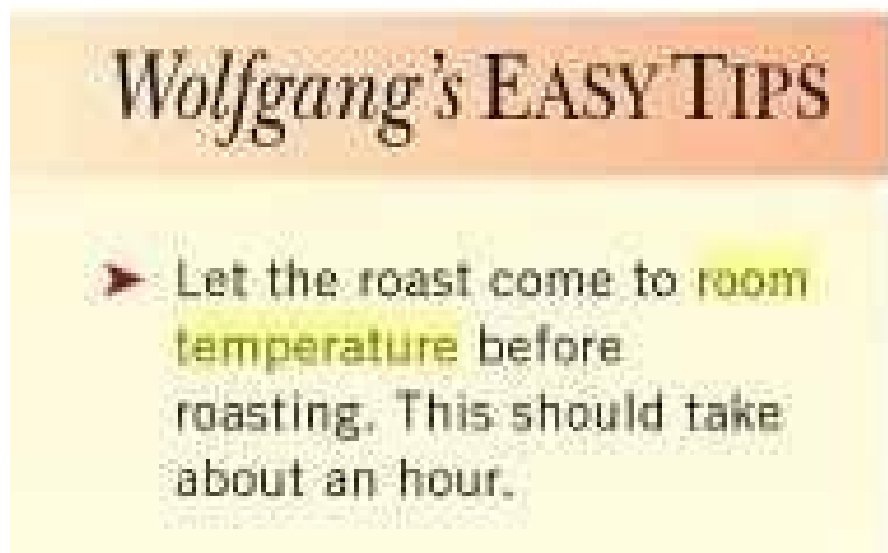 Wolfgang's EASY TIPS
➤ Let the roast come to room
temperature before
roasting. This should take
about an hour.